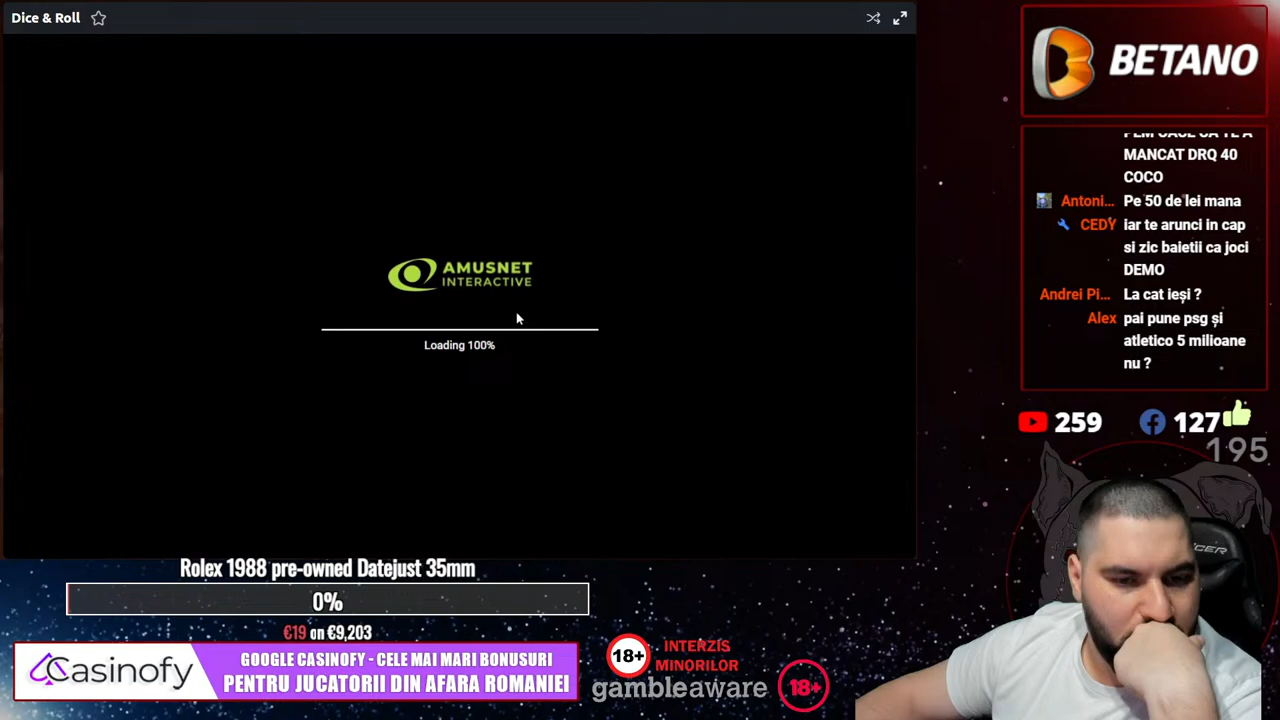 Dice & Roll
BETANO
MANCAT DRQ 40
COCO
Antoni... Pe 50 de lei mana
CEDY iar te arunci in cap
si zic baietii ca joci
DEMO
Andrei Pi... La cat ieși ?
Alex pai pune psg și
atletico 5 milioane
nu ?
AMUSNET
INTERACTIVE
Loading 100%
259 127
195
Rolex 1988 pre-owned Datejust 35mm
0%
€19 on €9,203
Casinofy
GOOGLE CASINOFY - CELE MAI MARI BONUSURI
PENTRU JUCATORII DIN AFARA ROMANIEI
18+ INTERZIS
MINORILOR
gambleaware 18+